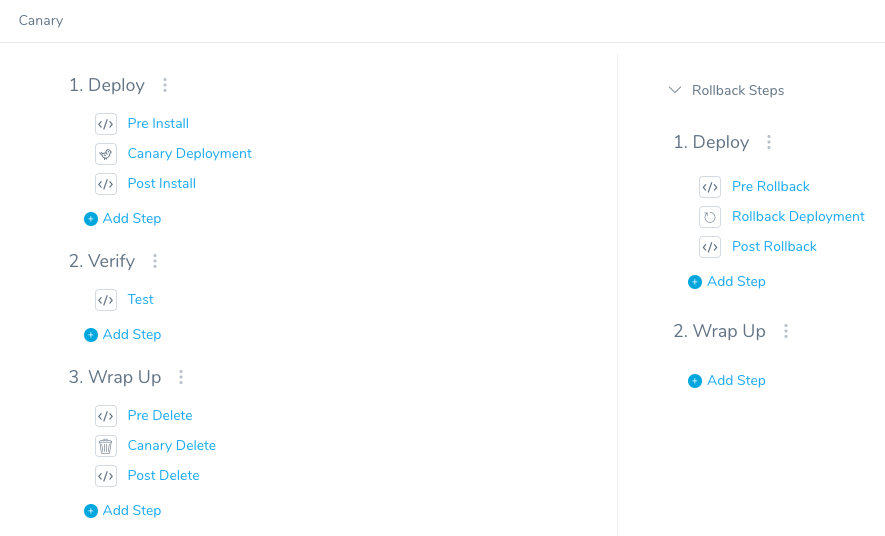 Canary
1. Deploy
Pre Install
Canary Deployment
Post Install
Add Step
2. Verify
Test
Add Step
3. Wrap Up
Pre Delete
Canary Delete
Post Delete
Add Step
Rollback Steps
1. Deploy
Pre Rollback
Rollback Deployment
Post Rollback
Add Step
2. Wrap Up
Add Step